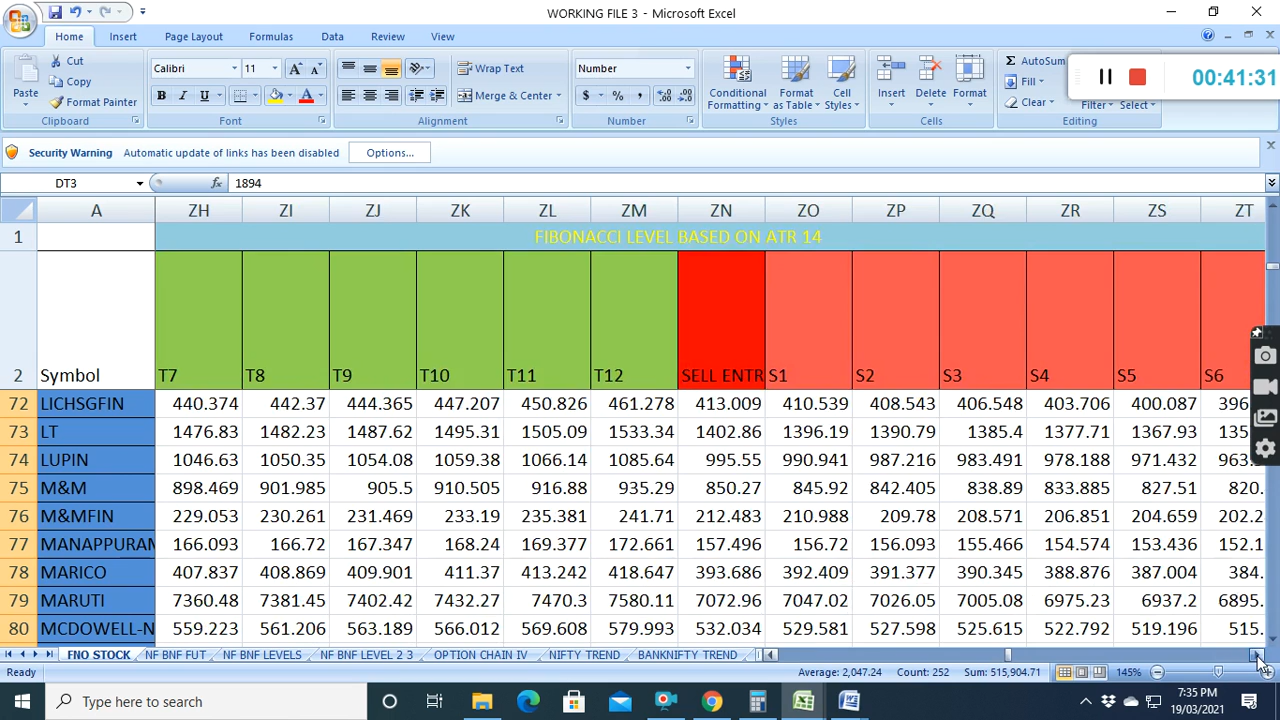 WORKING FILE 3 - Microsoft Excel
Home Insert Page Layout Formulas Data Review View
Paste Cut Copy Format Painter Clipboard
Calibri 11 Font
Wrap Text Merge & Center Alignment
Number Number
Conditional Formatting Format as Table Cell Styles Styles
Insert Delete Format Cells
AutoSum Fill Clear Filter Select Editing
00:41:31
Security Warning Automatic update of links has been disabled Options...
DT3 fx 1894
A ZH ZI ZJ ZK ZL ZM ZN ZO ZP ZQ ZR ZS ZT
1 FIBONACCI LEVEL BASED ON ATR 14
2 Symbol T7 T8 T9 T10 T11 T12 SELL ENTR S1 S2 S3 S4 S5 S6
72 LICHSGFIN 440.374 442.37 444.365 447.207 450.826 461.278 413.009 410.539 408.543 406.548 403.706 400.087 396
73 LT 1476.83 1482.23 1487.62 1495.31 1505.09 1533.34 1402.86 1396.19 1390.79 1385.4 1377.71 1367.93 135
74 LUPIN 1046.63 1050.35 1054.08 1059.38 1066.14 1085.64 995.55 990.941 987.216 983.491 978.188 971.432 963.
75 M&M 898.469 901.985 905.5 910.505 916.88 935.29 850.27 845.92 842.405 838.89 833.885 827.51 820.
76 M&MFIN 229.053 230.261 231.469 233.19 235.381 241.71 212.483 210.988 209.78 208.571 206.851 204.659 202.2
77 MANAPPURAM 166.093 166.72 167.347 168.24 169.377 172.661 157.496 156.72 156.093 155.466 154.574 153.436 152.1
78 MARICO 407.837 408.869 409.901 411.37 413.242 418.647 393.686 392.409 391.377 390.345 388.876 387.004 384.
79 MARUTI 7360.48 7381.45 7402.42 7432.27 7470.3 7580.11 7072.96 7047.02 7026.05 7005.08 6975.23 6937.2 6895.
80 MCDOWELL-N 559.223 561.206 563.189 566.012 569.608 579.993 532.034 529.581 527.598 525.615 522.792 519.196 515.
FNO STOCK NF BNF FUT NF BNF LEVELS NF BNF LEVEL 2 3 OPTION CHAIN IV NIFTY TREND BANKNIFTY TREND
Ready Average: 2,047.24 Count: 252 Sum: 515,904.71 145%
Type here to search
7:35 PM
19/03/2021